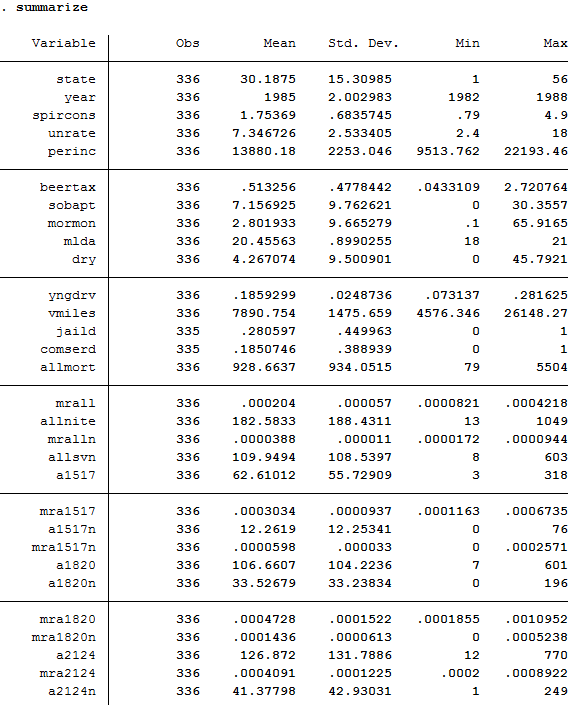 . summarize
Variable Obs Mean Std. Dev. Min Max
state 336 30.1875 15.30985 1 56
year 336 1985 2.002983 1982 1988
spircons 336 1.75369 .6835745 .79 4.9
unrate 336 7.346726 2.533405 2.4 18
perinc 336 13880.18 2253.046 9513.762 22193.46
beertax 336 .513256 .4778442 .0433109 2.720764
sobapt 336 7.156925 9.762621 0 30.3557
mormon 336 2.801933 9.665279 .1 65.9165
mlda 336 20.45563 .8990255 18 21
dry 336 4.267074 9.500901 0 45.7921
yngdrv 336 .1859299 .0248736 .073137 .281625
vmiles 336 7890.754 1475.659 4576.346 26148.27
jaild 335 .280597 .449963 0 1
comserd 335 .1850746 .388939 0 1
allmort 336 928.6637 934.0515 79 5504
mrall 336 .000204 .000057 .0000821 .0004218
allnite 336 182.5833 188.4311 13 1049
mralln 336 .0000388 .000011 .0000172 .0000944
allsvn 336 109.9494 108.5397 8 603
a1517 336 62.61012 55.72909 3 318
mra1517 336 .0003034 .0000937 .0001163 .0006735
a1517n 336 12.2619 12.25341 0 76
mra1517n 336 .0000598 .000033 0 .0002571
a1820 336 106.6607 104.2236 7 601
a1820n 336 33.52679 33.23834 0 196
mra1820 336 .0004728 .0001522 .0001855 .0010952
mra1820n 336 .0001436 .0000613 0 .0005238
a2124 336 126.872 131.7886 12 770
mra2124 336 .0004091 .0001225 .0002 .0008922
a2124n 336 41.37798 42.93031 1 249